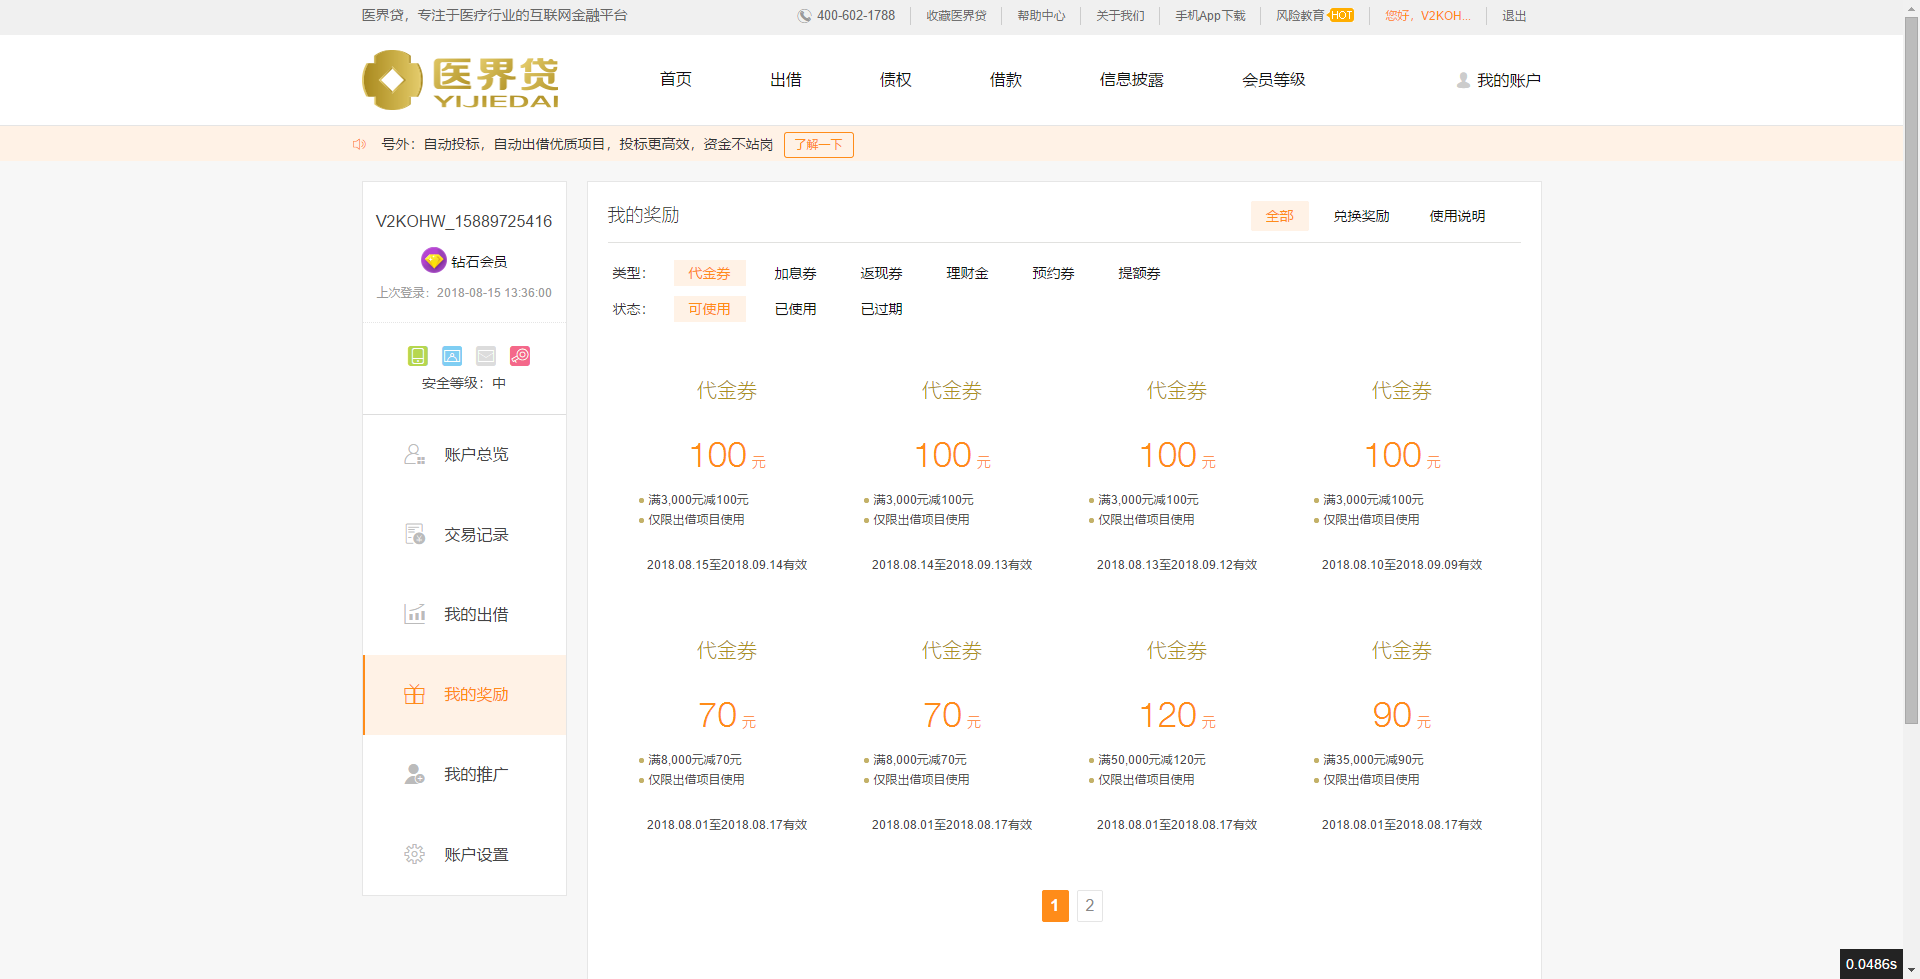 医界贷，专注于医疗行业的互联网金融平台
400-602-1788 收藏医界贷 帮助中心 关于我们 手机App下载 风险教育 HOT 您好，V2KOH... 退出
医界贷
YIJIEDAI
首页 出借 债权 借款 信息披露 会员等级 我的账户
号外：自动投标，自动出借优质项目，投标更高效，资金不站岗 了解一下
V2KOHW_15889725416
钻石会员
上次登录：2018-08-15 13:36:00
安全等级：中
账户总览
交易记录
我的出借
我的奖励
我的推广
账户设置
我的奖励 全部 兑换奖励 使用说明
类型： 代金券 加息券 返现券 理财金 预约券 提额券
状态： 可使用 已使用 已过期
代金券 代金券 代金券 代金券
100元 100元 100元 100元
满3,000元减100元 满3,000元减100元 满3,000元减100元 满3,000元减100元
仅限出借项目使用 仅限出借项目使用 仅限出借项目使用 仅限出借项目使用
2018.08.15至2018.09.14有效 2018.08.14至2018.09.13有效 2018.08.13至2018.09.12有效 2018.08.10至2018.09.09有效
代金券 代金券 代金券 代金券
70元 70元 120元 90元
满8,000元减70元 满8,000元减70元 满50,000元减120元 满35,000元减90元
仅限出借项目使用 仅限出借项目使用 仅限出借项目使用 仅限出借项目使用
2018.08.01至2018.08.17有效 2018.08.01至2018.08.17有效 2018.08.01至2018.08.17有效 2018.08.01至2018.08.17有效
1 2
0.0486s